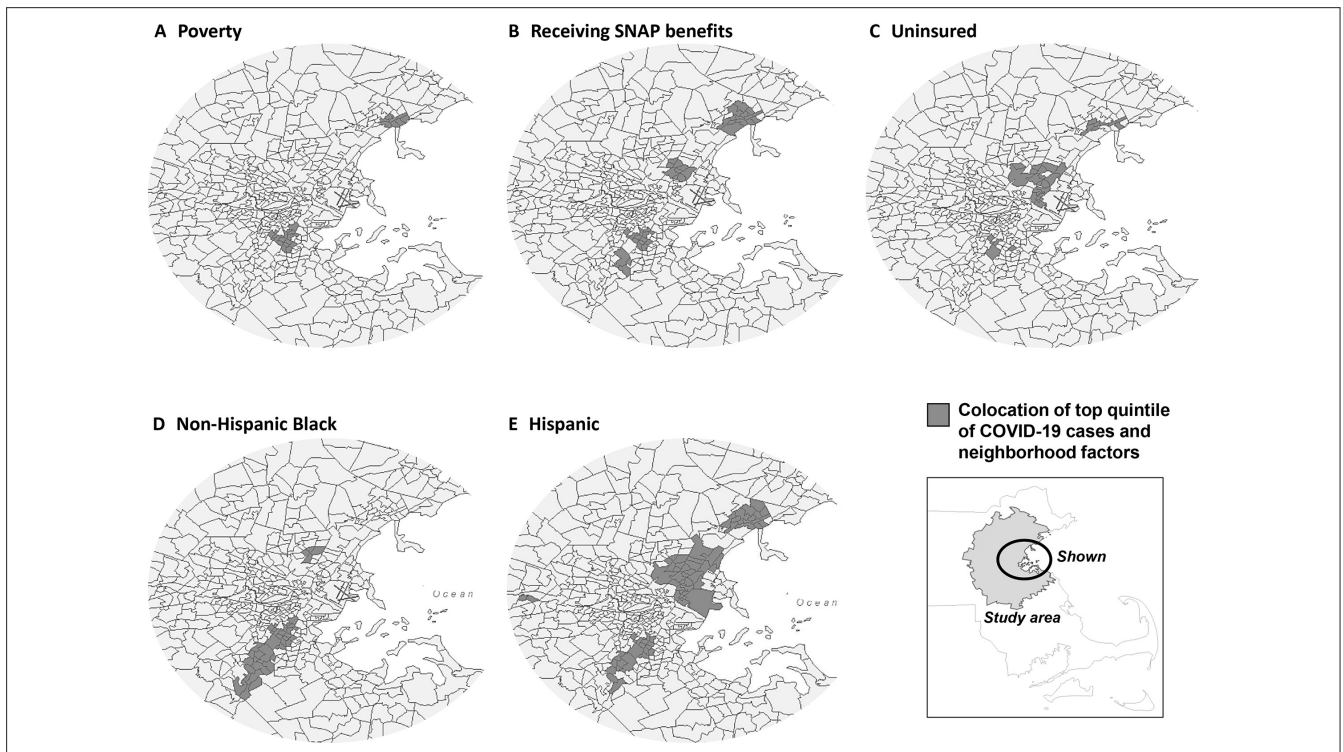 A Poverty
B Receiving SNAP benefits
C Uninsured
D Non-Hispanic Black
E Hispanic
Colocation of top quintile
of COVID-19 cases and
neighborhood factors
Ocean
Ocean
Shown
Study area